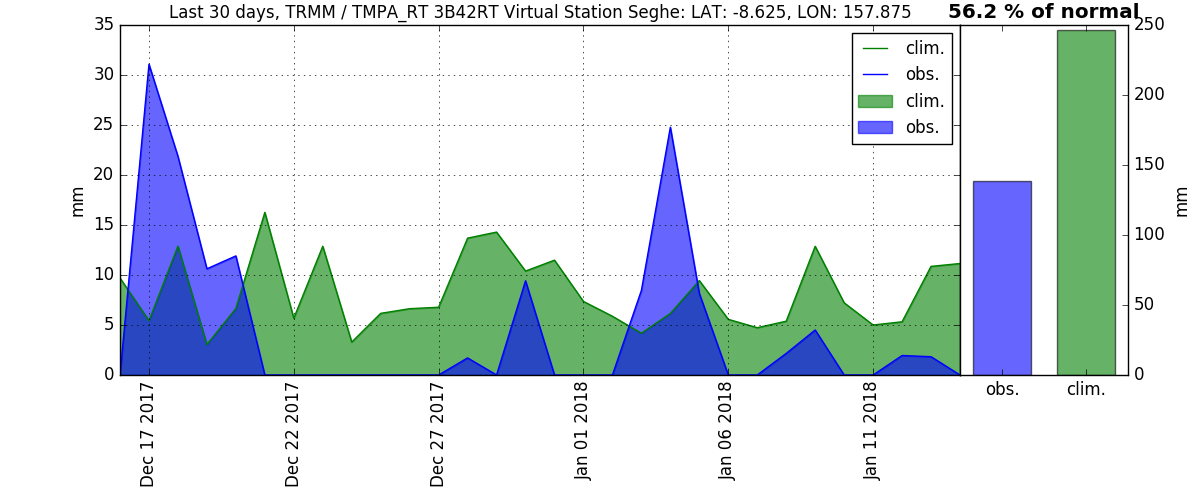 Last 30 days, TRMM / TMPA_RT 3B42RT Virtual Station Seghe: LAT: -8.625, LON: 157.875
56.2 % of normal
35
30
25
20
15
10
5
0
mm
clim.
obs.
clim.
obs.
Dec 17 2017
Dec 22 2017
Dec 27 2017
Jan 01 2018
Jan 06 2018
Jan 11 2018
obs.
clim.
250
200
150
100
50
0
mm